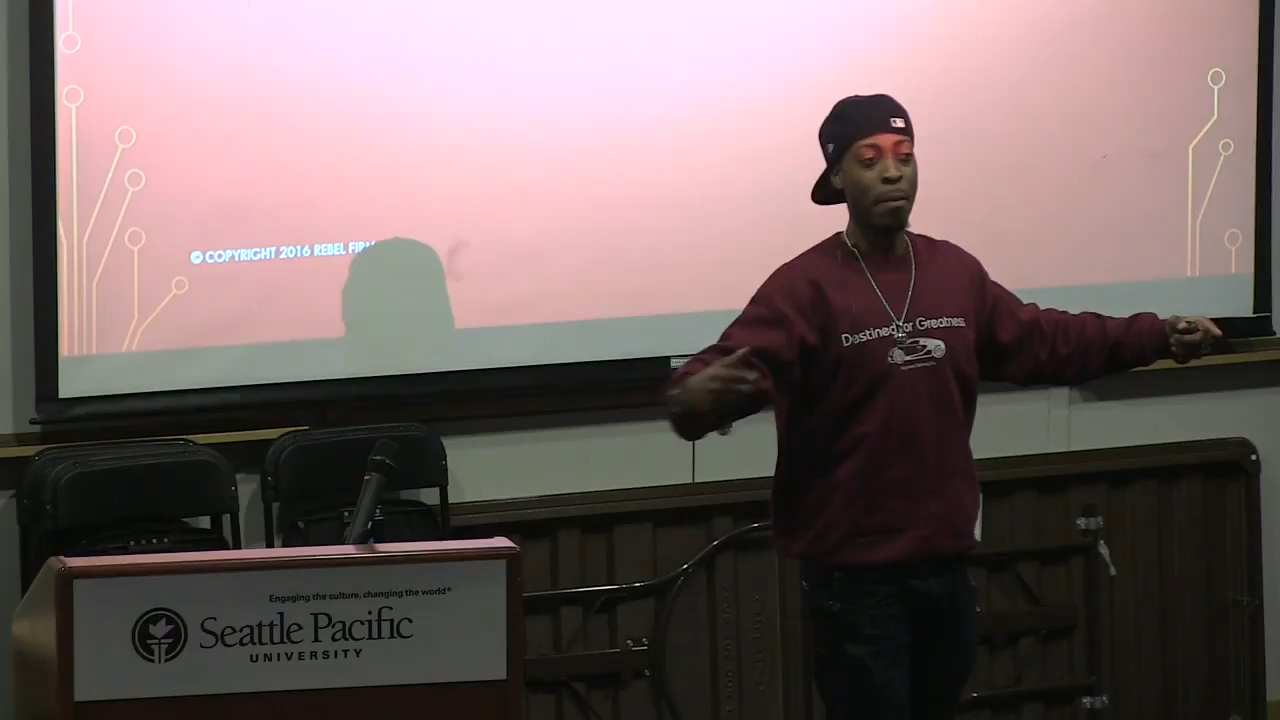 © COPYRIGHT 2016 REBEL
Destined for Greatness
Engaging the culture, changing the world®
Seattle Pacific
UNIVERSITY